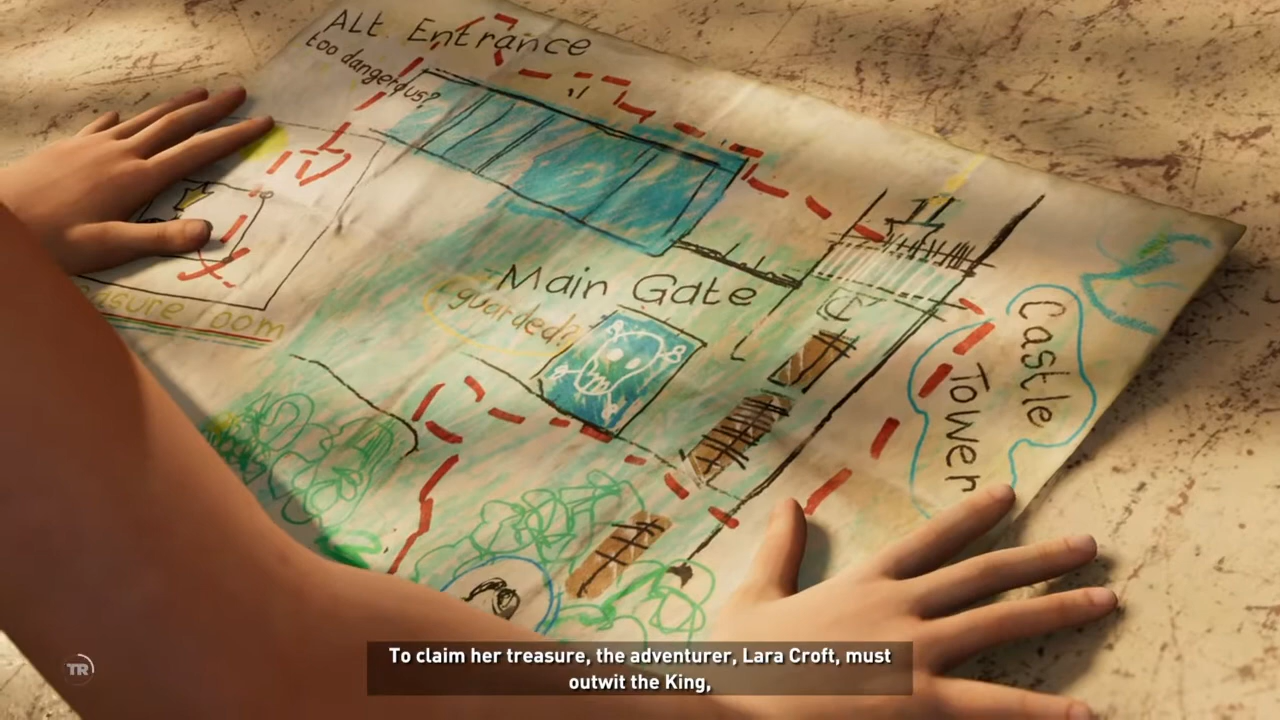 Alt. Entrance
too dangerous?
Main Gate
guarded?
Castle
Tower
easure room
TR
To claim her treasure, the adventurer, Lara Croft, must
outwit the King,